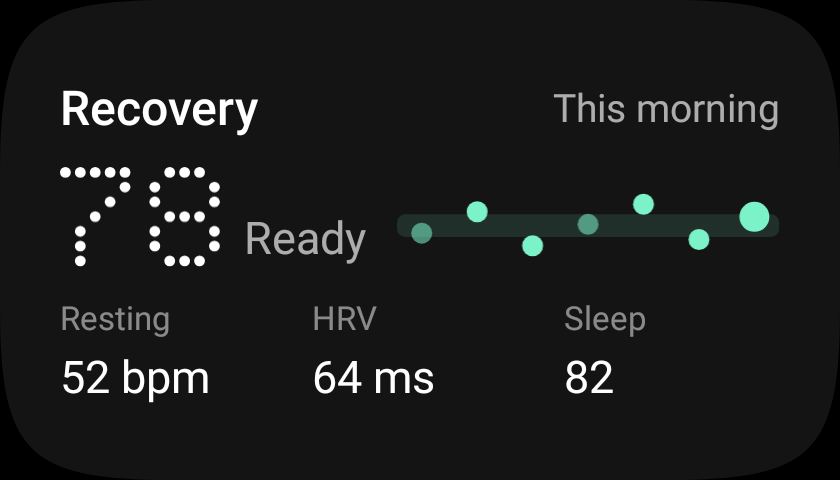 Recovery
This morning
78 Ready
Resting
HRV
Sleep
52 bpm
64 ms
82